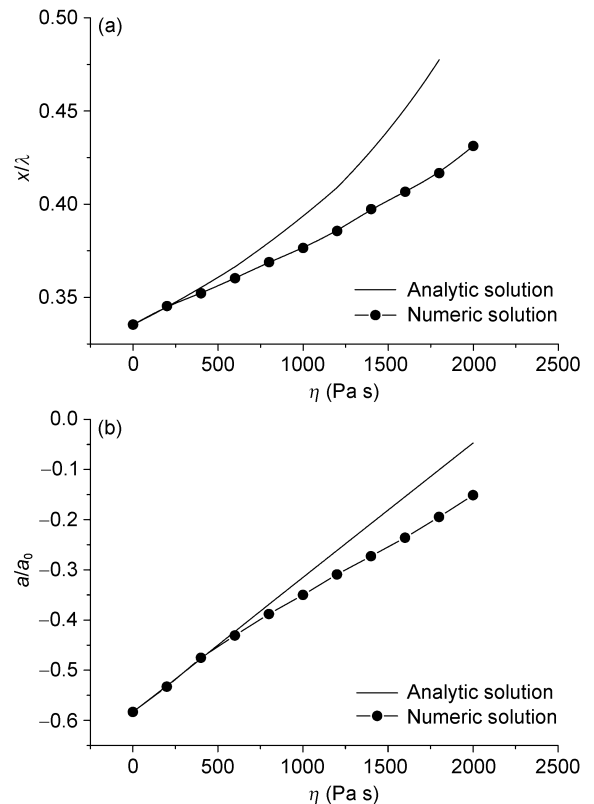 (a)
0.50
0.45
0.40
0.35
x/λ
0 500 1000 1500 2000 2500
η (Pa s)
Analytic solution
Numeric solution
(b)
0.0
−0.1
−0.2
−0.3
−0.4
−0.5
−0.6
a/a₀
0 500 1000 1500 2000 2500
η (Pa s)
Analytic solution
Numeric solution